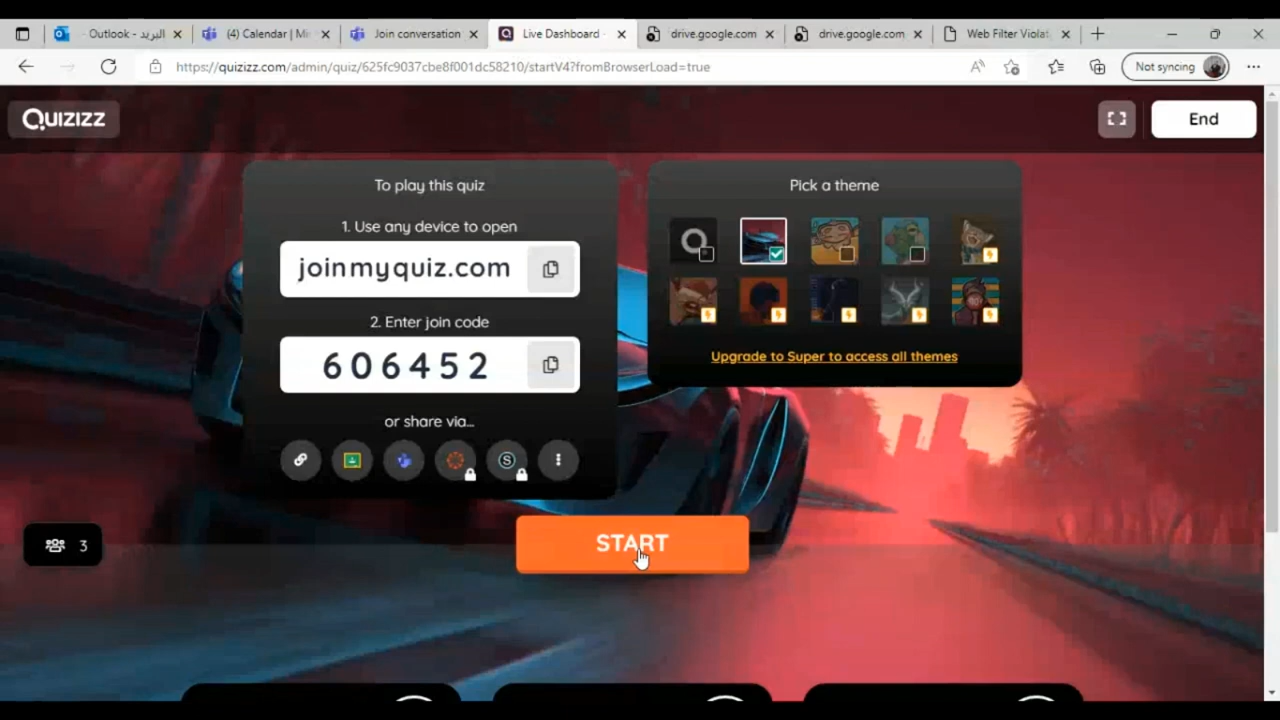 Outlook - البريد
(4) Calendar | Mi
Join conversation
Live Dashboard -
drive.google.com
drive.google.com
Web Filter Violat
https://quizizz.com/admin/quiz/625fc9037cbe8f001dc58210/startV4?fromBrowserLoad=true
Not syncing
QUIZIZZ
End
To play this quiz
1. Use any device to open
joinmyquiz.com
2. Enter join code
606452
or share via...
Pick a theme
Upgrade to Super to access all themes
START
3